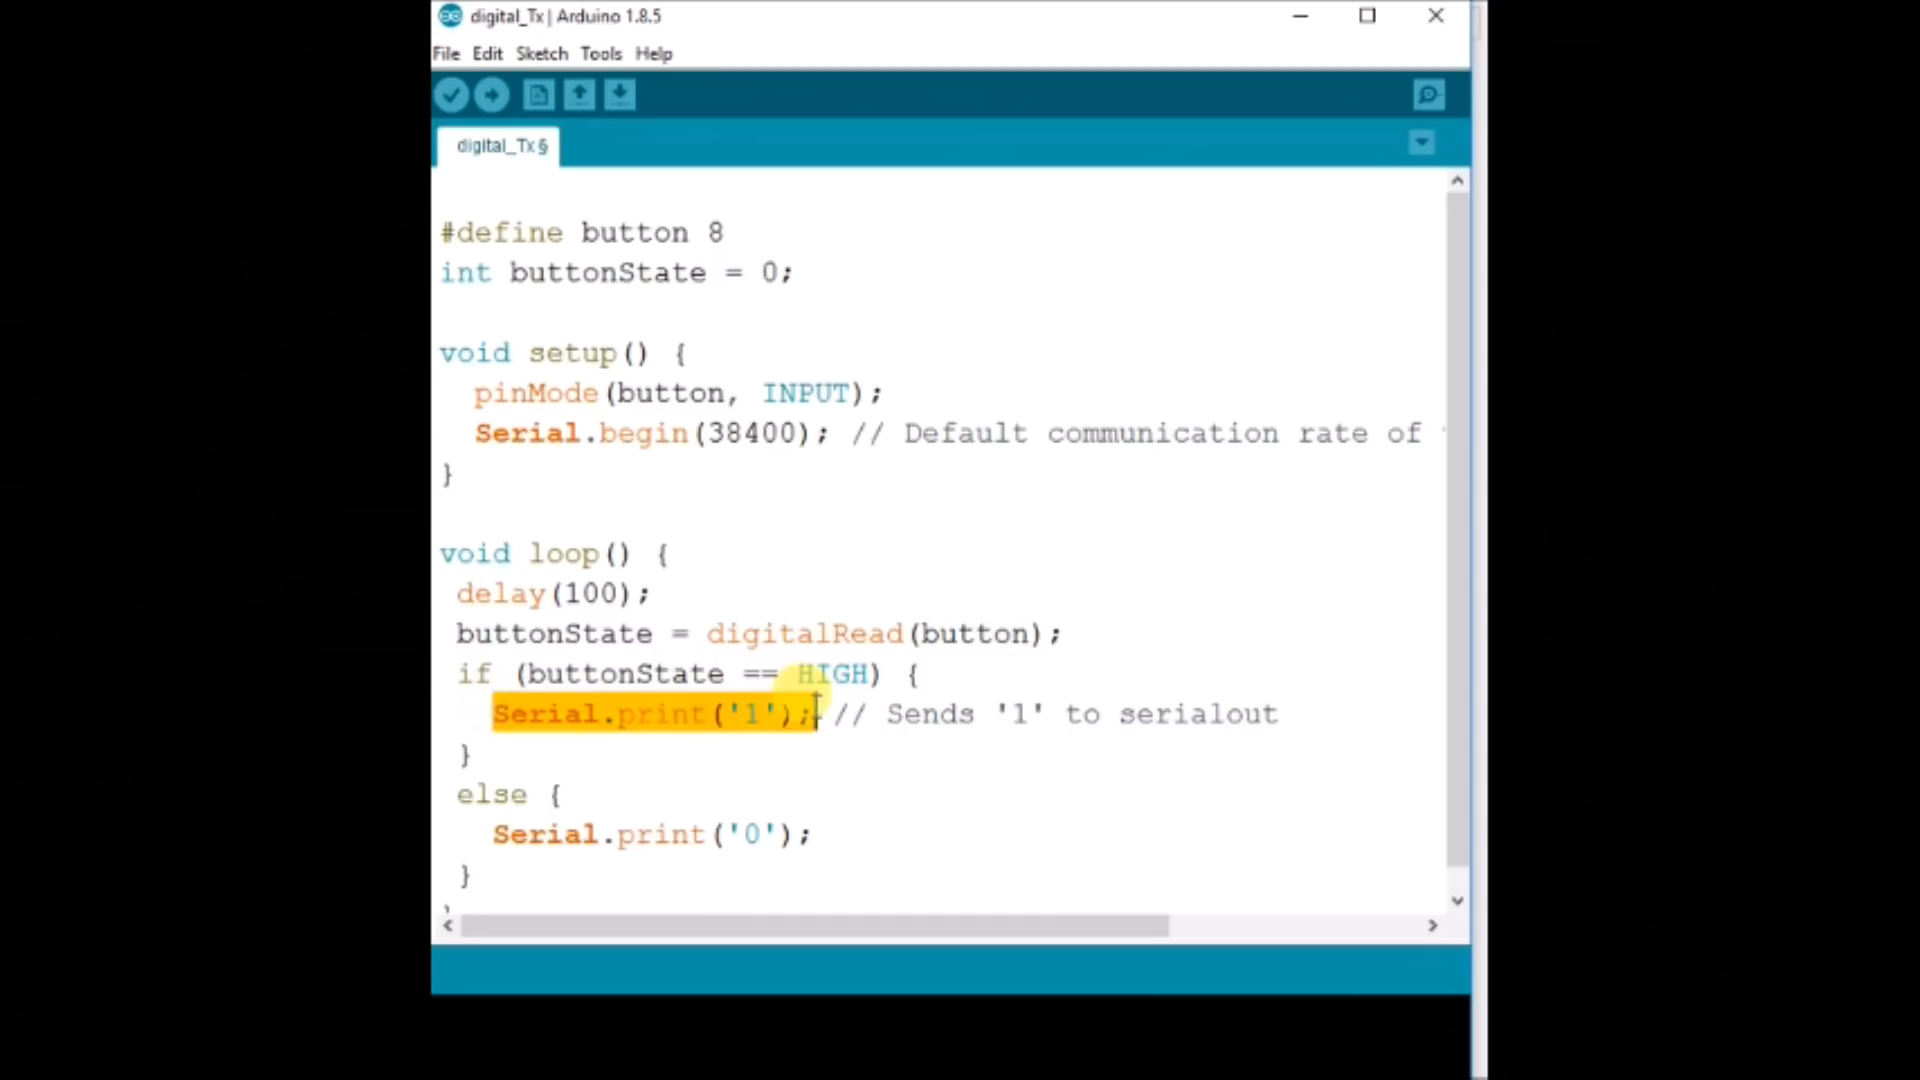 digital_Tx | Arduino 1.8.5
File Edit Sketch Tools Help
digital_Tx §
#define button 8
int buttonState = 0;
void setup() {
pinMode(button, INPUT);
Serial.begin(38400); // Default communication rate of
}
void loop() {
delay(100);
buttonState = digitalRead(button);
if (buttonState == HIGH) {
Serial.print('1'); // Sends '1' to serialout
}
else {
Serial.print('0');
}